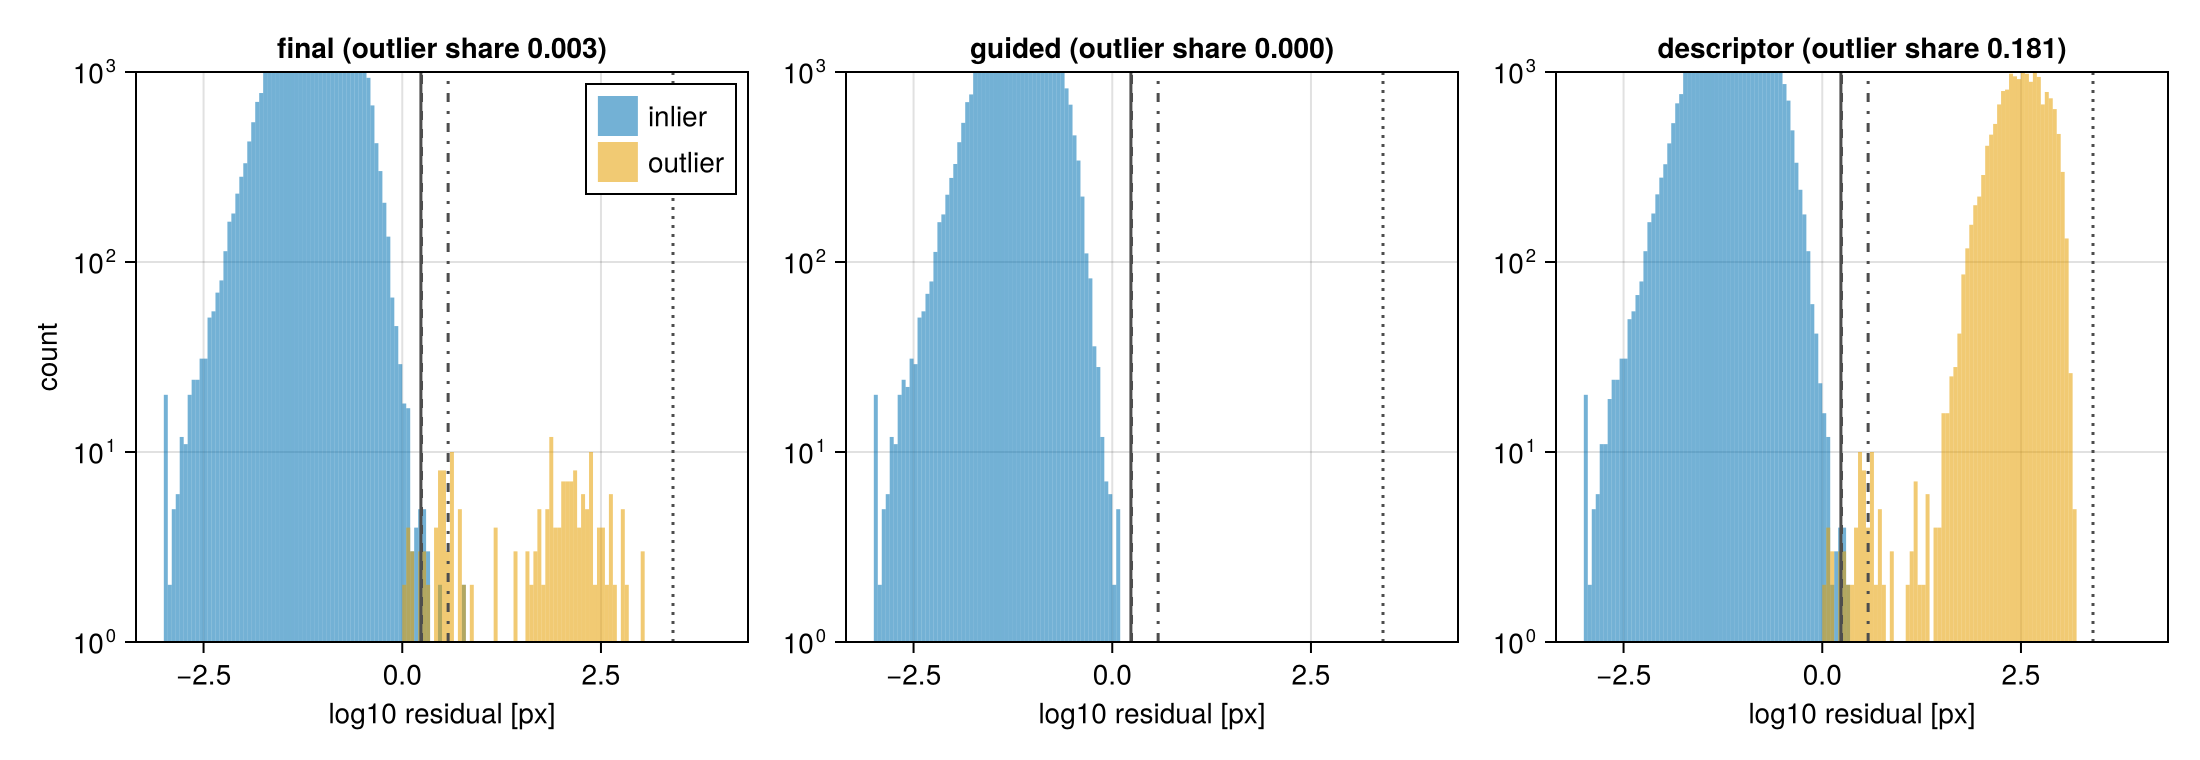 final (outlier share 0.003)
guided (outlier share 0.000)
descriptor (outlier share 0.181)
count
10³
10²
10¹
10⁰
−2.5
0.0
2.5
log10 residual [px]
inlier
outlier
10³
10²
10¹
10⁰
−2.5
0.0
2.5
log10 residual [px]
10³
10²
10¹
10⁰
−2.5
0.0
2.5
log10 residual [px]